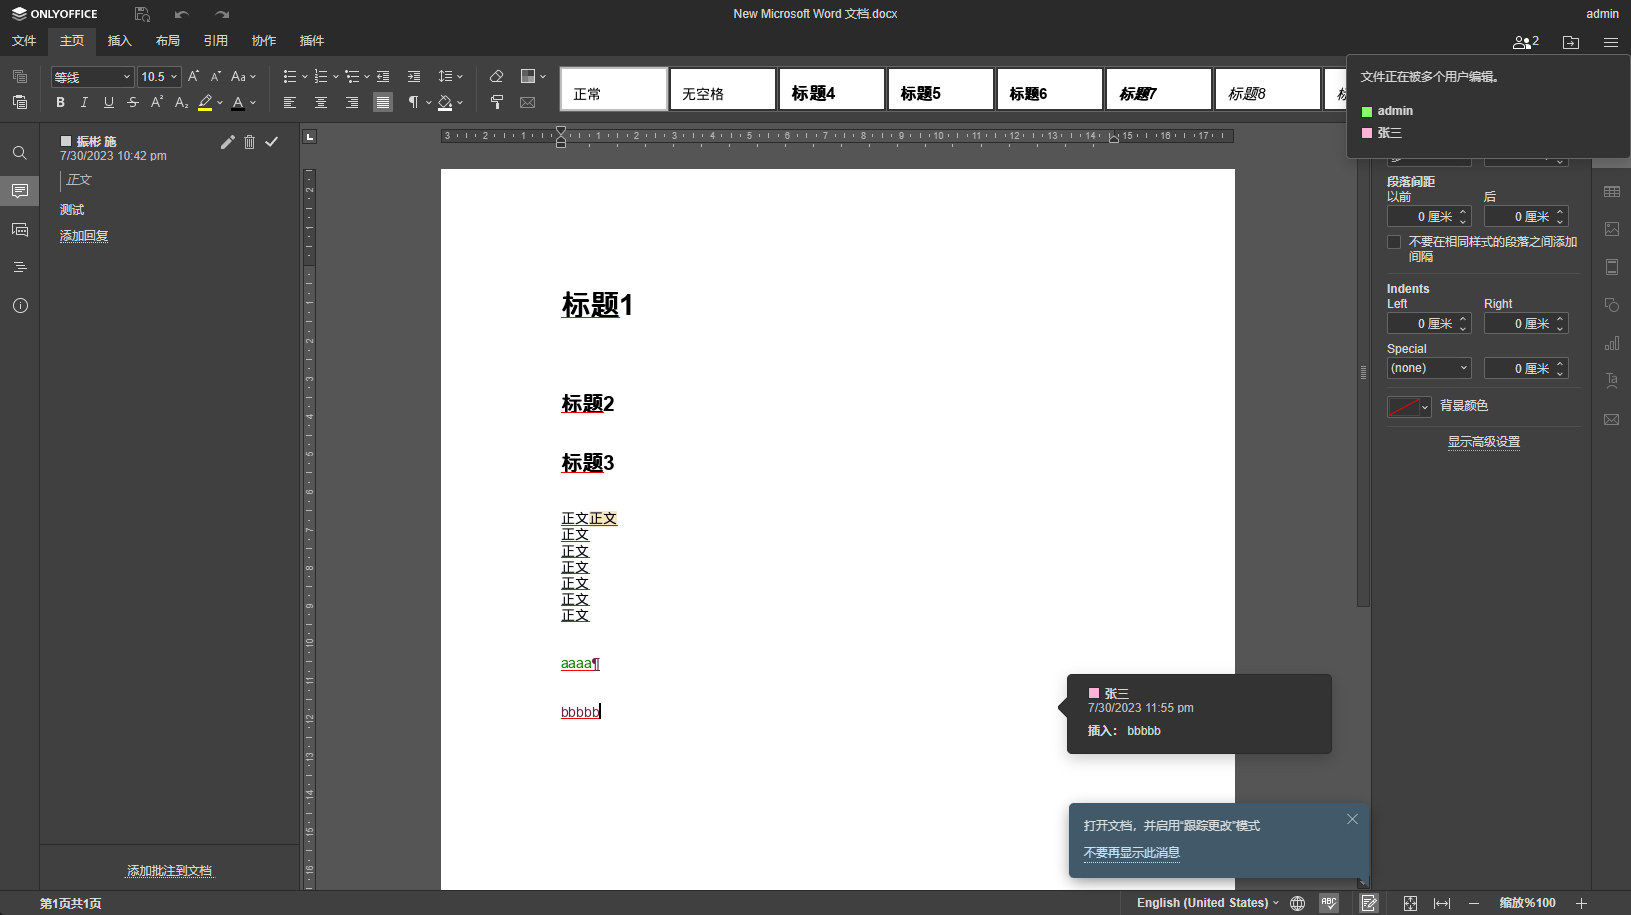 ONLYOFFICE
New Microsoft Word 文档.docx
admin
文件
主页
插入
布局
引用
协作
插件
2
等线
10.5
Aa
正常
无空格
标题4
标题5
标题6
标题7
标题8
文件正在被多个用户编辑。
admin
张三
振彬 施
7/30/2023 10:42 pm
正文
测试
添加回复
添加批注到文档
标题1
标题2
标题3
正文正文
正文
正文
正文
正文
正文
正文
aaaa¶
bbbbb
张三
7/30/2023 11:55 pm
插入： bbbbb
打开文档，并启用“跟踪更改”模式
不要再显示此消息
段落间距
以前
后
0 厘米
0 厘米
不要在相同样式的段落之间添加
间隔
Indents
Left
Right
0 厘米
0 厘米
Special
(none)
0 厘米
背景颜色
显示高级设置
第1页共1页
English (United States)
缩放%100